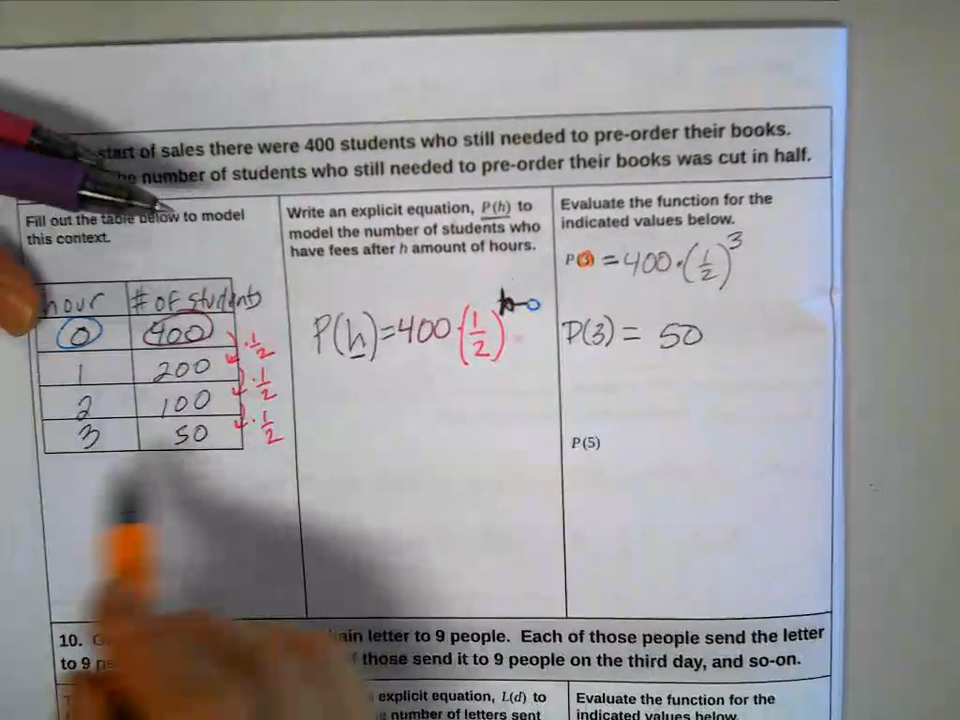 start of sales there were 400 students who still needed to pre-order their books.
number of students who still needed to pre-order their books was cut in half.
Fill out the table below to model
this context.
hour # of students
0 400
1 200
2 100
3 50
·1/2
·1/2
·1/2
Write an explicit equation, P(h) to
model the number of students who
have fees after h amount of hours.
P(h)=400(1/2)^h-0
Evaluate the function for the
indicated values below.
P(3) =400·(1/2)^3
P(3) = 50
P(5)
10.
letter to 9 people. Each of those people send the letter
to 9
those send it to 9 people on the third day, and so-on.
explicit equation, L(d) to
number of letters sent
Evaluate the function for the
indicated values below.